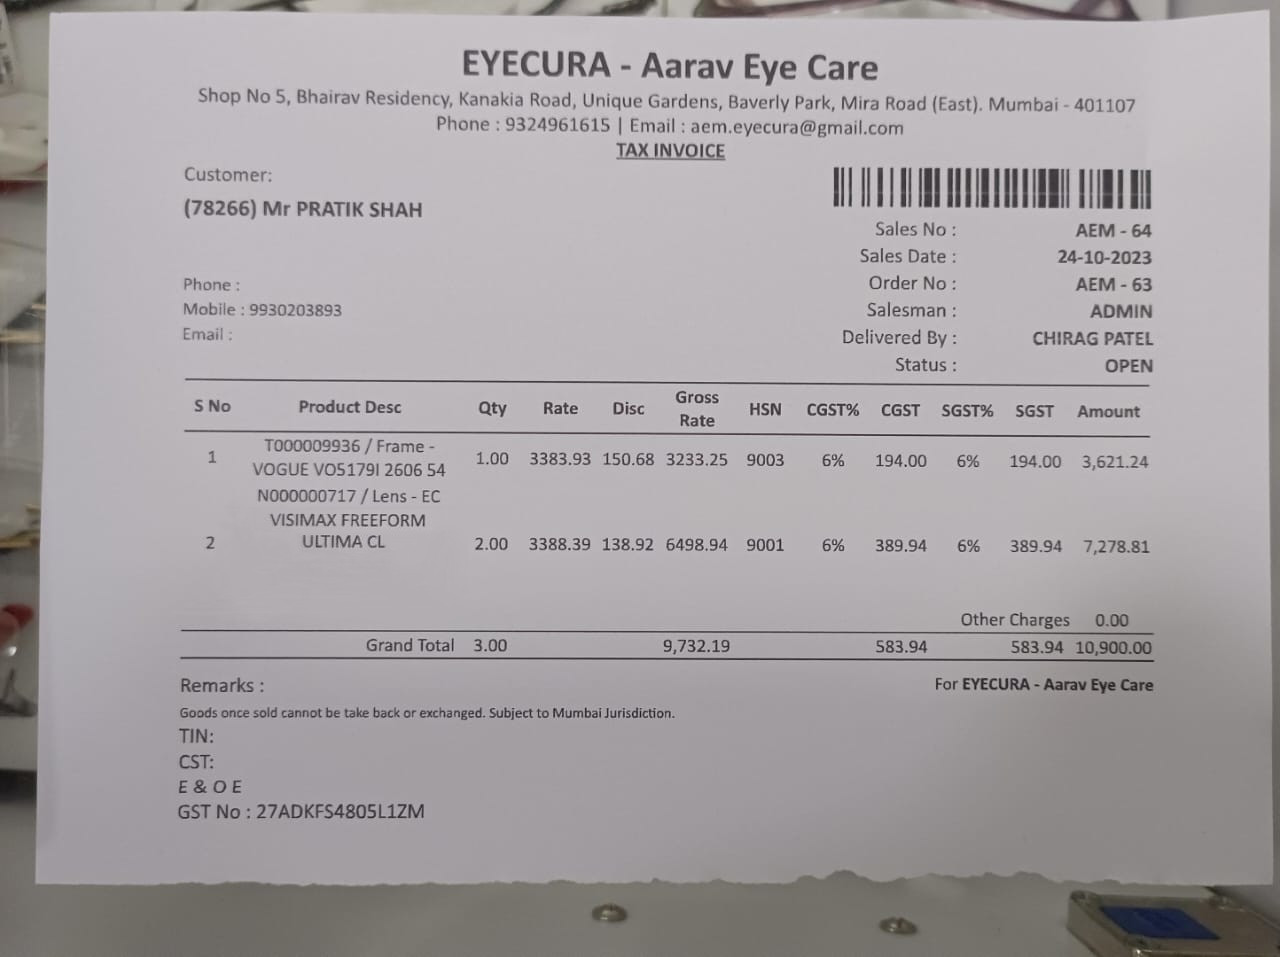 EYECURA - Aarav Eye Care
Shop No 5, Bhairav Residency, Kanakia Road, Unique Gardens, Baverly Park, Mira Road (East). Mumbai - 401107
Phone : 9324961615 | Email : aem.eyecura@gmail.com
TAX INVOICE
Customer:
(78266) Mr PRATIK SHAH
Phone :
Mobile : 9930203893
Email :
Sales No : AEM - 64
Sales Date : 24-10-2023
Order No : AEM - 63
Salesman : ADMIN
Delivered By : CHIRAG PATEL
Status : OPEN
S No Product Desc Qty Rate Disc Gross Rate HSN CGST% CGST SGST% SGST Amount
1 T000009936 / Frame -
VOGUE VO5179I 2606 54 1.00 3383.93 150.68 3233.25 9003 6% 194.00 6% 194.00 3,621.24
N000000717 / Lens - EC
VISIMAX FREEFORM
2 ULTIMA CL 2.00 3388.39 138.92 6498.94 9001 6% 389.94 6% 389.94 7,278.81
Other Charges 0.00
Grand Total 3.00 9,732.19 583.94 583.94 10,900.00
Remarks :
For EYECURA - Aarav Eye Care
Goods once sold cannot be take back or exchanged. Subject to Mumbai Jurisdiction.
TIN:
CST:
E & O E
GST No : 27ADKFS4805L1ZM